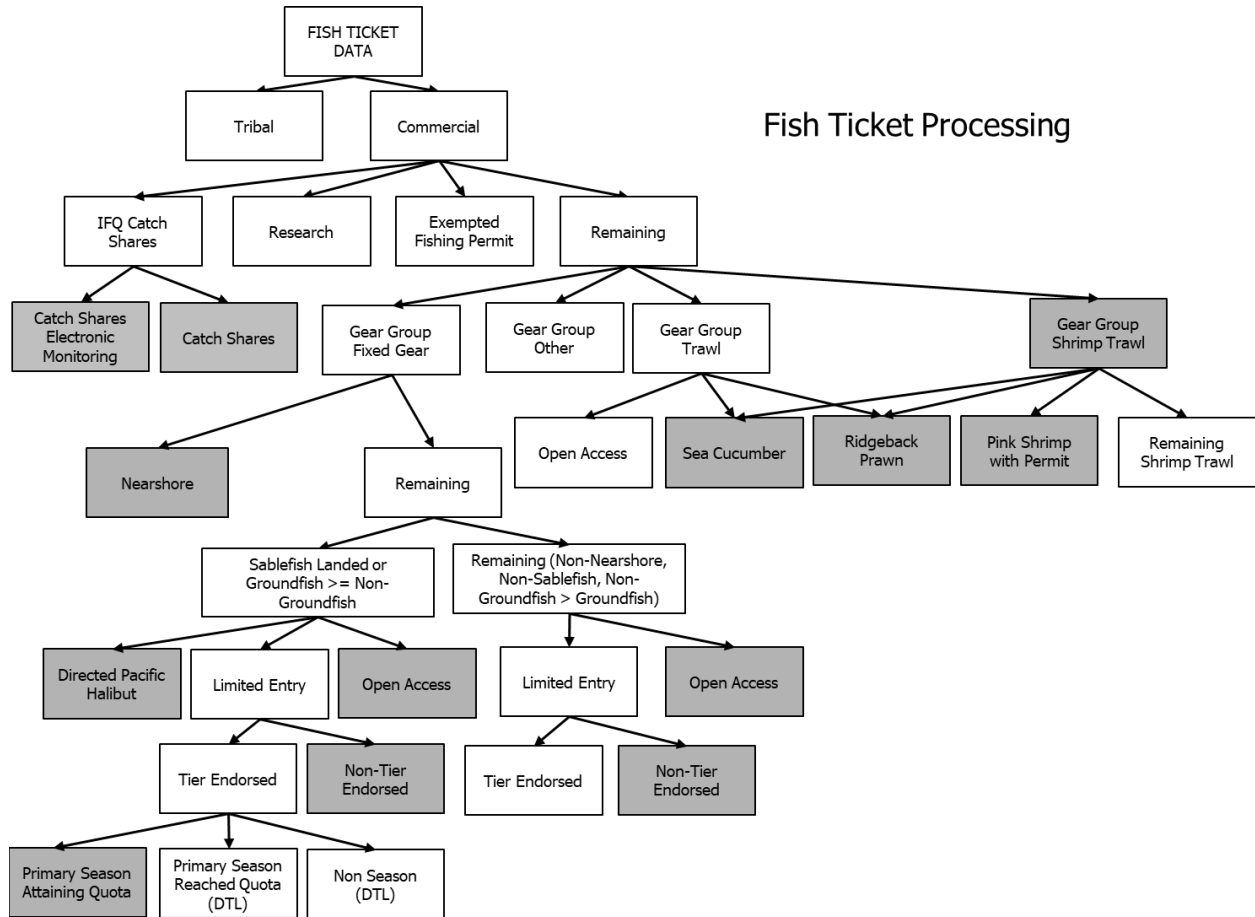 FISH TICKET
DATA
Fish Ticket Processing
Tribal
Commercial
IFQ Catch
Shares
Research
Exempted
Fishing Permit
Remaining
Catch Shares
Electronic
Monitoring
Catch Shares
Gear Group
Fixed Gear
Gear Group
Other
Gear Group
Trawl
Gear Group
Shrimp Trawl
Nearshore
Remaining
Open Access
Sea Cucumber
Ridgeback
Prawn
Pink Shrimp
with Permit
Remaining
Shrimp Trawl
Sablefish Landed or
Groundfish >= Non-
Groundfish
Remaining (Non-Nearshore,
Non-Sablefish, Non-
Groundfish > Groundfish)
Directed Pacific
Halibut
Limited Entry
Open Access
Limited Entry
Open Access
Tier Endorsed
Non-Tier
Endorsed
Tier Endorsed
Non-Tier
Endorsed
Primary Season
Attaining Quota
Primary Season
Reached Quota
(DTL)
Non Season
(DTL)